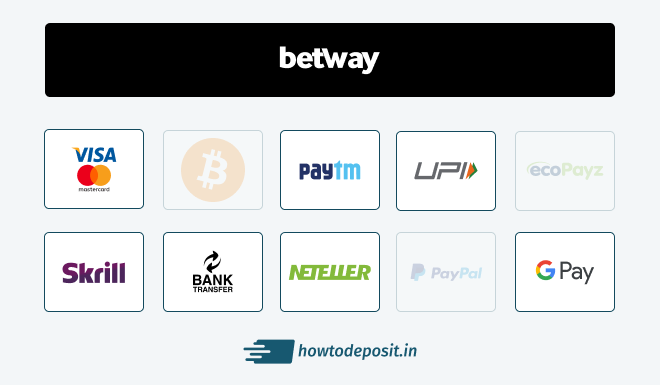 betway
VISA
mastercard
paytm
UPI
ecoPayz
Skrill
BANK
TRANSFER
NETELLER
PayPal
G Pay
howtodeposit.in